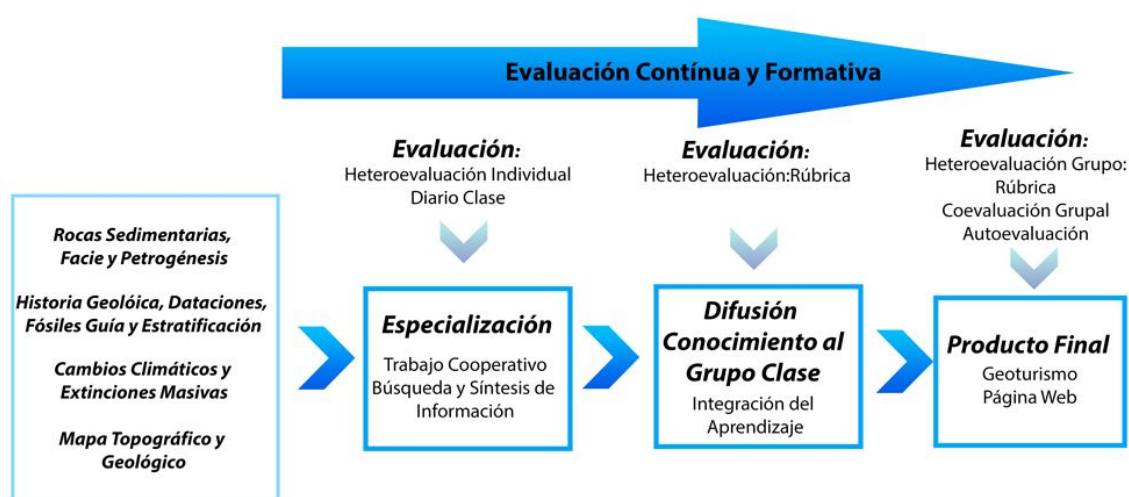 Evaluación Contínua y Formativa
Evaluación:
Heteroevaluación Individual
Diario Clase
Evaluación:
Heteroevaluación:Rúbrica
Evaluación:
Heteroevaluación Grupo:
Rúbrica
Coevaluación Grupal
Autoevaluación
Rocas Sedimentarias,
Facie y Petrogénesis
Historia Geolóica, Dataciones,
Fósiles Guía y Estratificación
Cambios Climáticos y
Extinciones Masivas
Mapa Topográfico y
Geológico
Especialización
Trabajo Cooperativo
Búsqueda y Síntesis de
Información
Difusión
Conocimiento al
Grupo Clase
Integración del
Aprendizaje
Producto Final
Geoturismo
Página Web